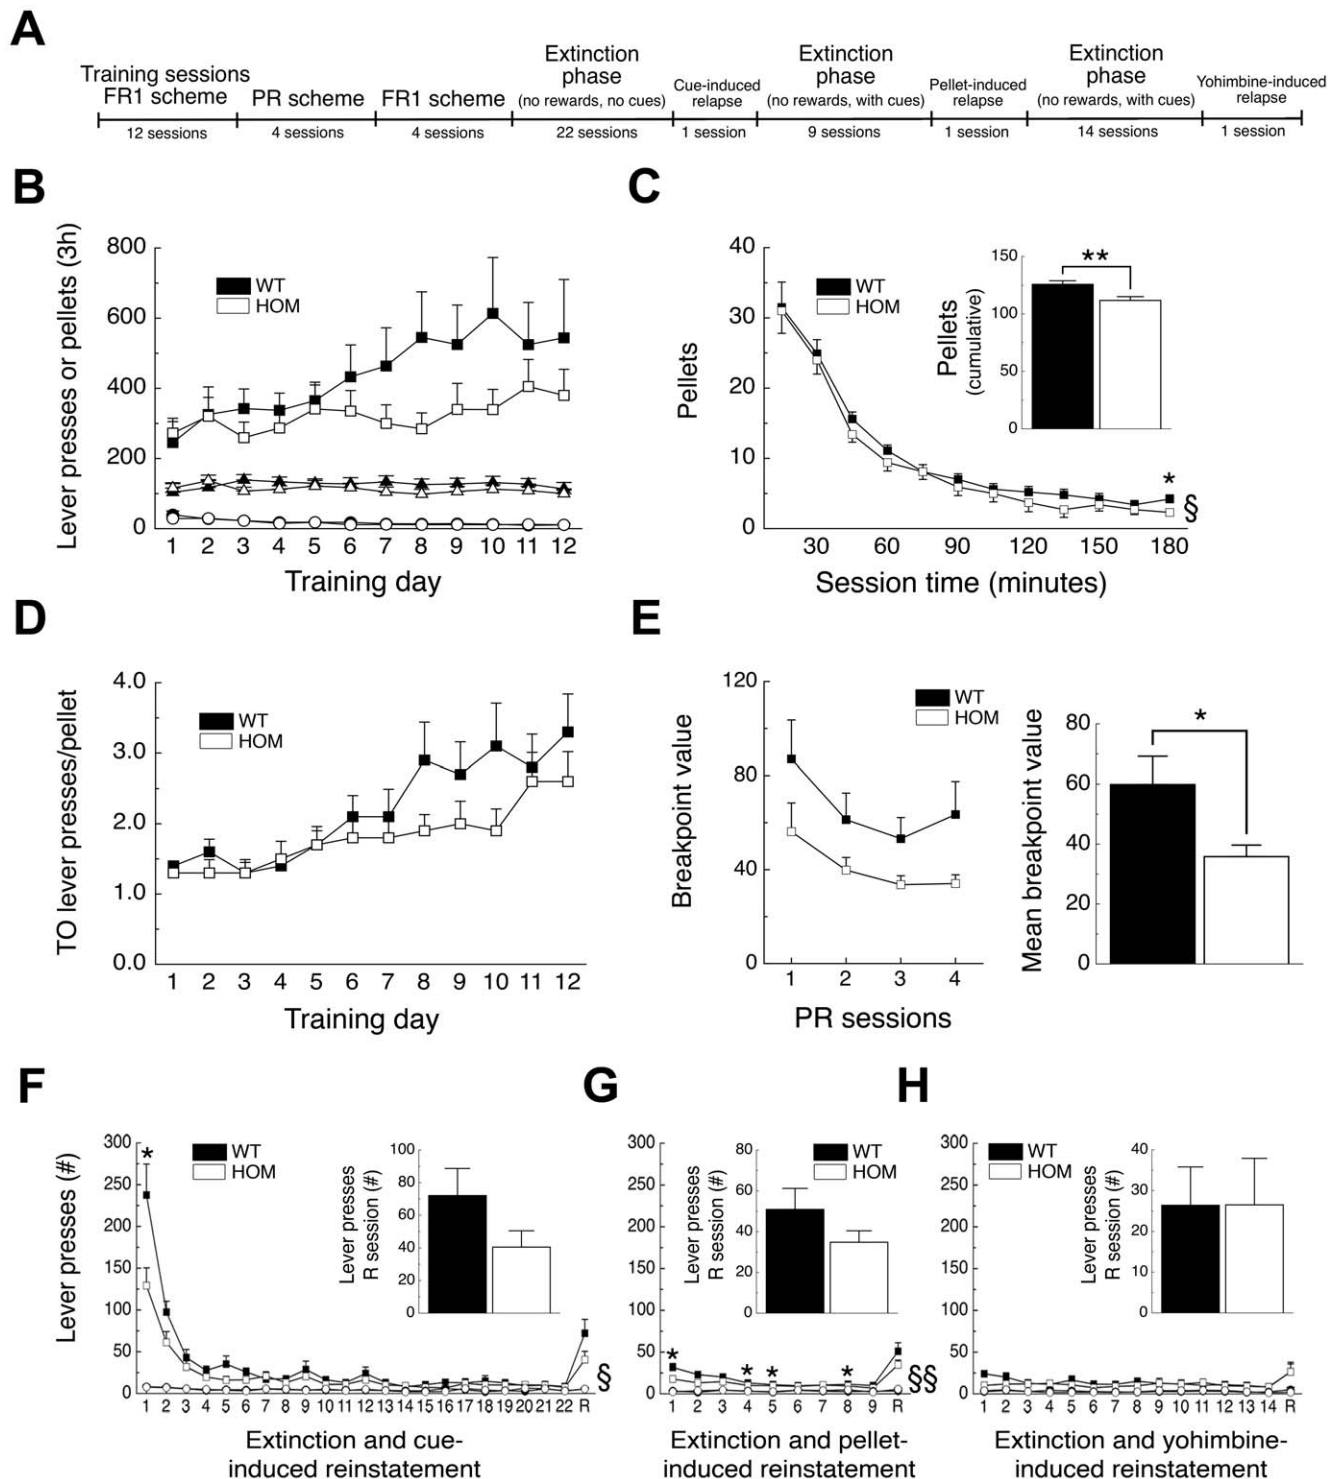 A
Training sessions
FR1 scheme
12 sessions
PR scheme
4 sessions
FR1 scheme
4 sessions
Extinction
phase
(no rewards, no cues)
22 sessions
Cue-induced
relapse
1 session
Extinction
phase
(no rewards, with cues)
9 sessions
Pellet-induced
relapse
1 session
Extinction
phase
(no rewards, with cues)
14 sessions
Yohimbine-induced
relapse
1 session
B
Lever presses or pellets (3h)
800
600
400
200
0
WT
HOM
1 2 3 4 5 6 7 8 9 10 11 12
Training day
C
Pellets
40
30
20
10
0
WT
HOM
Pellets
(cumulative)
150
100
50
0
**
*
§
30 60 90 120 150 180
Session time (minutes)
D
TO lever presses/pellet
4.0
3.0
2.0
1.0
0.0
WT
HOM
1 2 3 4 5 6 7 8 9 10 11 12
Training day
E
Breakpoint value
120
80
40
0
WT
HOM
1 2 3 4
PR sessions
Mean breakpoint value
80
60
40
20
0
*
F
Lever presses (#)
300
250
200
150
100
50
0
*
WT
HOM
Lever presses
R session (#)
100
80
60
40
20
0
§
1 2 3 4 5 6 7 8 9 10 11 12 13 14 15 16 17 18 19 20 21 22 R
Extinction and cue-
induced reinstatement
G
300
250
200
150
100
50
0
WT
HOM
Lever presses
R session (#)
80
60
40
20
0
* * * *
§§
1 2 3 4 5 6 7 8 9 R
Extinction and pellet-
induced reinstatement
H
300
250
200
150
100
50
0
WT
HOM
Lever presses
R session (#)
40
30
20
10
0
1 2 3 4 5 6 7 8 9 10 11 12 13 14 R
Extinction and yohimbine-
induced reinstatement